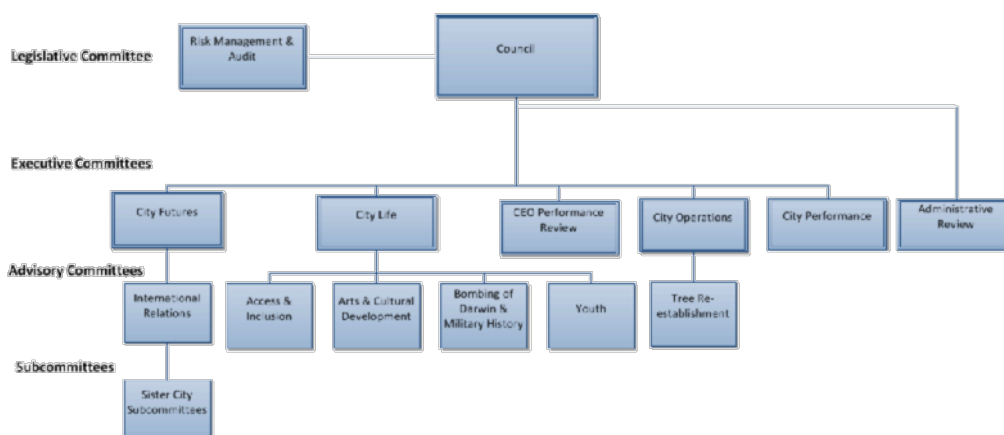 Legislative Committee
Risk Management &
Audit
Council
Executive Committees
City Futures
City Life
CEO Performance
Review
City Operations
City Performance
Administrative
Review
Advisory Committees
International
Relations
Access &
Inclusion
Arts & Cultural
Development
Bombing of
Darwin &
Military History
Youth
Tree Re-
establishment
Subcommittees
Sister City
Subcommittees